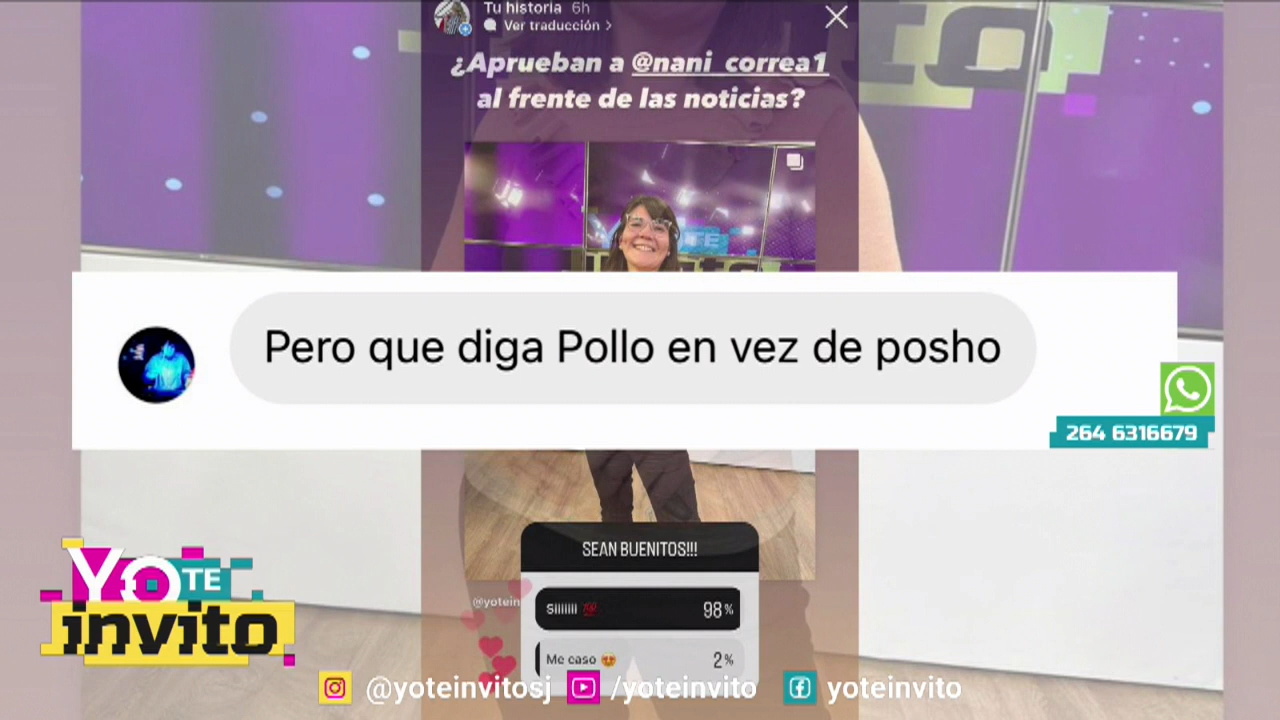 Tu historia 6h
Ver traducción >
¿Aprueban a @nani_correa1
al frente de las noticias?
Pero que diga Pollo en vez de posho
264 6316679
SEAN BUENITOS!!!
@yotein
Siiiiiii 💯 98%
Me caso 😍 2%
YO TE
invito
@yoteinvitosj /yoteinvito yoteinvito